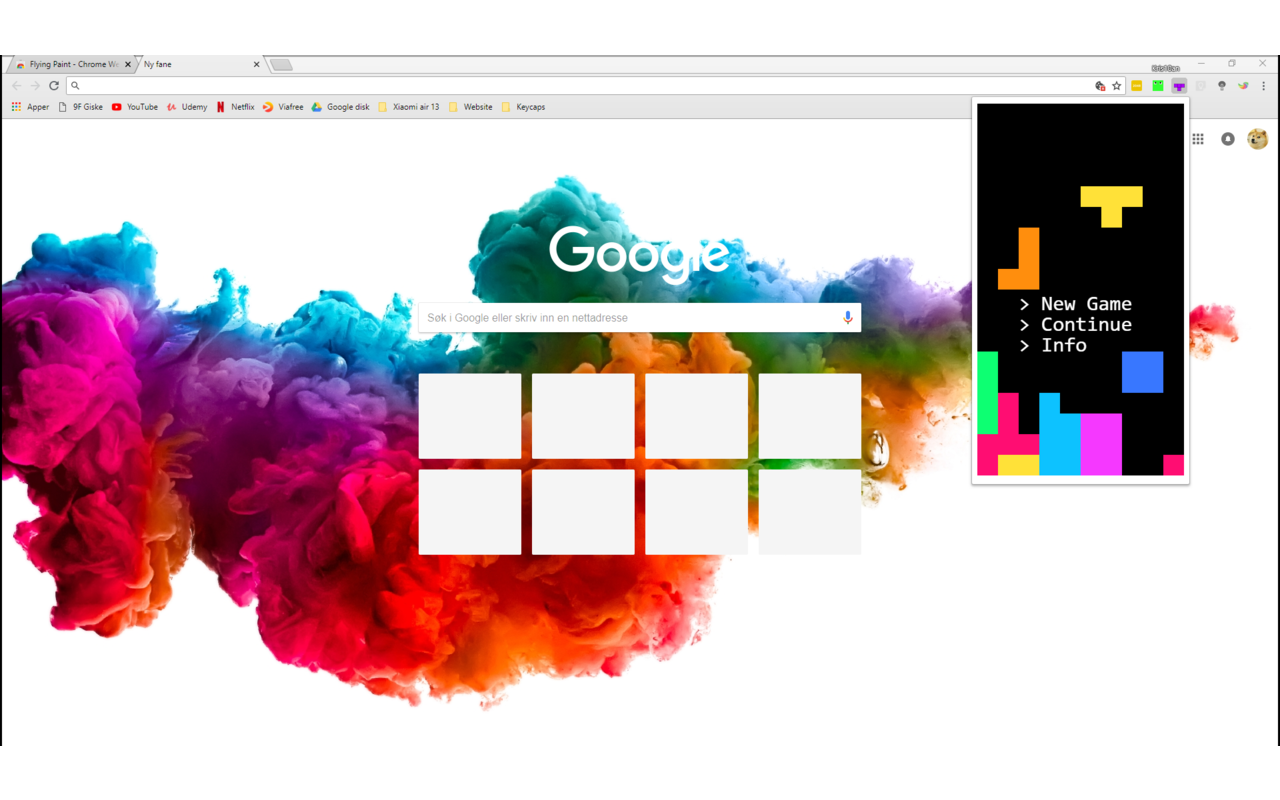 Flying Paint - Chrome We
Ny fane
Apper
9F Giske
YouTube
Udemy
Netflix
Viafree
Google disk
Xiaomi air 13
Website
Keycaps
Google
Søk i Google eller skriv inn en nettadresse
> New Game
> Continue
> Info